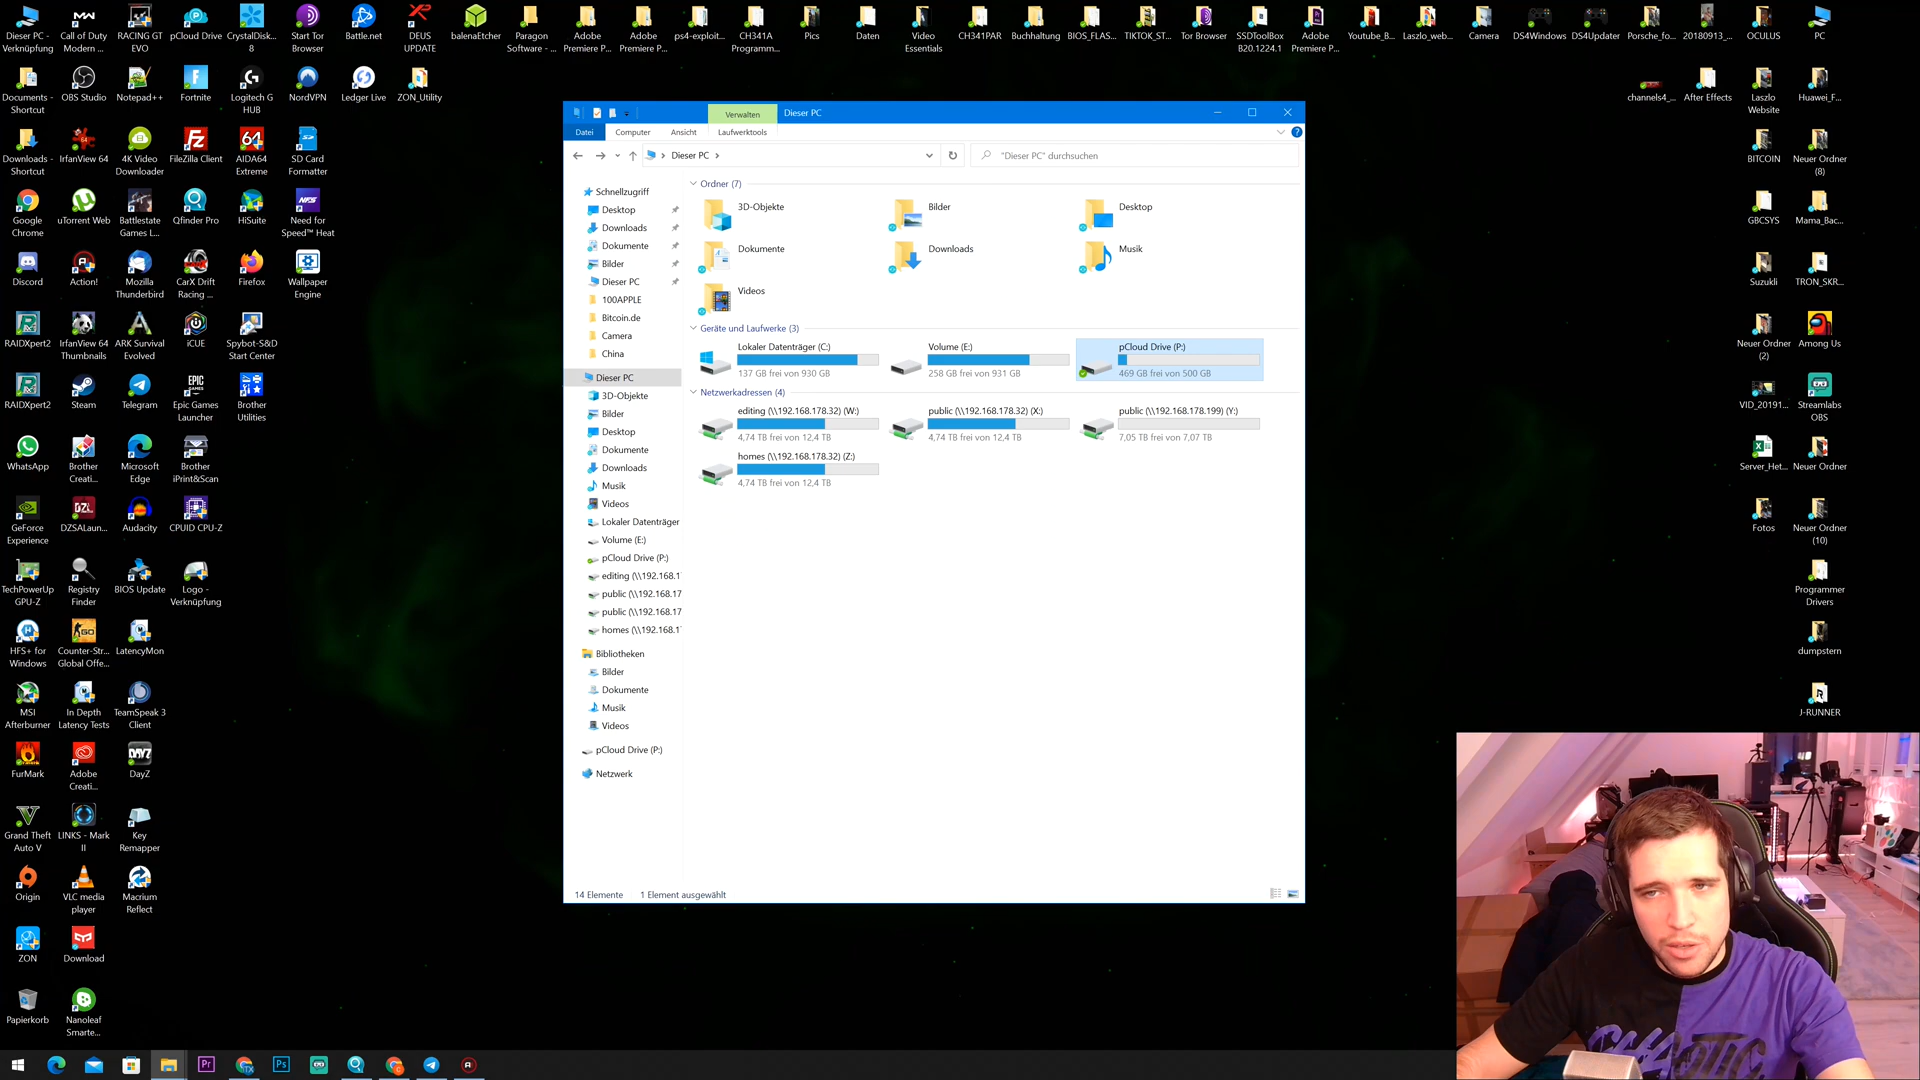 Dieser PC -
Verknüpfung
Call of Duty
Modern ...
RACING GT
EVO
pCloud Drive
CrystalDisk...
8
Start Tor
Browser
Battle.net
DEUS
UPDATE
balenaEtcher
Paragon
Software - ...
Adobe
Premiere P...
Adobe
Premiere P...
ps4-exploit...
CH341A
Programm...
Pics
Daten
Video
Essentials
CH341PAR
Buchhaltung
BIOS_FLAS...
TIKTOK_ST...
Tor Browser
SSDToolBox
B20.1224.1
Adobe
Premiere P...
Youtube_B...
Laszlo_web...
Camera
DS4Windows
DS4Updater
Porsche_fo...
20180913_...
OCULUS
PC
Documents -
Shortcut
OBS Studio
Notepad++
Fortnite
Logitech G
HUB
NordVPN
Ledger Live
ZON_Utility
channels4_...
After Effects
Laszlo
Website
Huawei_F...
Downloads -
Shortcut
IrfanView 64
4K Video
Downloader
FileZilla Client
AIDA64
Extreme
SD Card
Formatter
BITCOIN
Neuer Ordner
(8)
Google
Chrome
uTorrent Web
Battlestate
Games L...
Qfinder Pro
HiSuite
Need for
Speed™ Heat
GBCSYS
Mama_Bac...
Discord
Action!
Mozilla
Thunderbird
CarX Drift
Racing ...
Firefox
Wallpaper
Engine
Suzukli
TRON_SKR...
RAIDXpert2
IrfanView 64
Thumbnails
ARK Survival
Evolved
iCUE
Spybot-S&D
Start Center
Neuer Ordner
(2)
Among Us
RAIDXpert2
Steam
Telegram
Epic Games
Launcher
Brother
Utilities
VID_20191...
Streamlabs
OBS
WhatsApp
Brother
Creati...
Microsoft
Edge
Brother
iPrint&Scan
Server_Het...
Neuer Ordner
GeForce
Experience
DZSALaun...
Audacity
CPUID CPU-Z
Fotos
Neuer Ordner
(10)
TechPowerUp
GPU-Z
Registry
Finder
BIOS Update
Logo -
Verknüpfung
Programmer
Drivers
HFS+ for
Windows
Counter-Str...
Global Offe...
LatencyMon
dumpstern
MSI
Afterburner
In Depth
Latency Tests
TeamSpeak 3
Client
J-RUNNER
FurMark
Adobe
Creati...
DayZ
Grand Theft
Auto V
LINKS - Mark
II
Key
Remapper
Origin
VLC media
player
Macrium
Reflect
ZON
Download
Papierkorb
Nanoleaf
Smarte...
Verwalten
Dieser PC
Datei
Computer
Ansicht
Laufwerktools
Dieser PC
"Dieser PC" durchsuchen
Schnellzugriff
Desktop
Downloads
Dokumente
Bilder
Dieser PC
100APPLE
Bitcoin.de
Camera
China
Dieser PC
3D-Objekte
Bilder
Desktop
Dokumente
Downloads
Musik
Videos
Lokaler Datenträger
Volume (E:)
pCloud Drive (P:)
editing (\\192.168.1
public (\\192.168.17
public (\\192.168.17
homes (\\192.168.1
Bibliotheken
Bilder
Dokumente
Musik
Videos
pCloud Drive (P:)
Netzwerk
Ordner (7)
3D-Objekte
Bilder
Desktop
Dokumente
Downloads
Musik
Videos
Geräte und Laufwerke (3)
Lokaler Datenträger (C:)
137 GB frei von 930 GB
Volume (E:)
258 GB frei von 931 GB
pCloud Drive (P:)
469 GB frei von 500 GB
Netzwerkadressen (4)
editing (\\192.168.178.32) (W:)
4,74 TB frei von 12,4 TB
public (\\192.168.178.32) (X:)
4,74 TB frei von 12,4 TB
public (\\192.168.178.199) (Y:)
7,05 TB frei von 7,07 TB
homes (\\192.168.178.32) (Z:)
4,74 TB frei von 12,4 TB
14 Elemente
1 Element ausgewählt
CHAOTIC